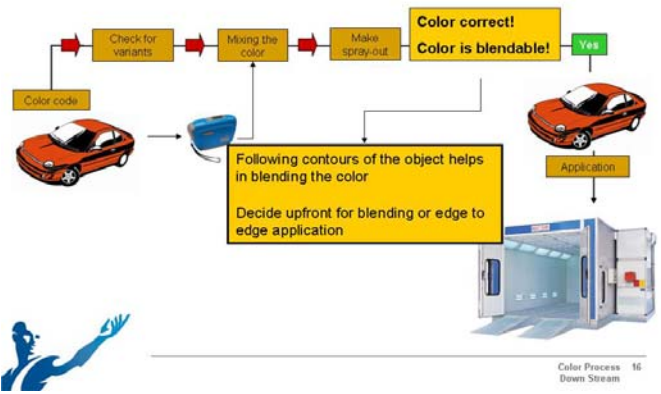 Color code
Check for
variants
Mixing the
color
Make
spray-out
Color correct!
Color is blendable!
Yes
Following contours of the object helps
in blending the color
Decide upfront for blending or edge to
edge application
Application
Color Process 16
Down Stream